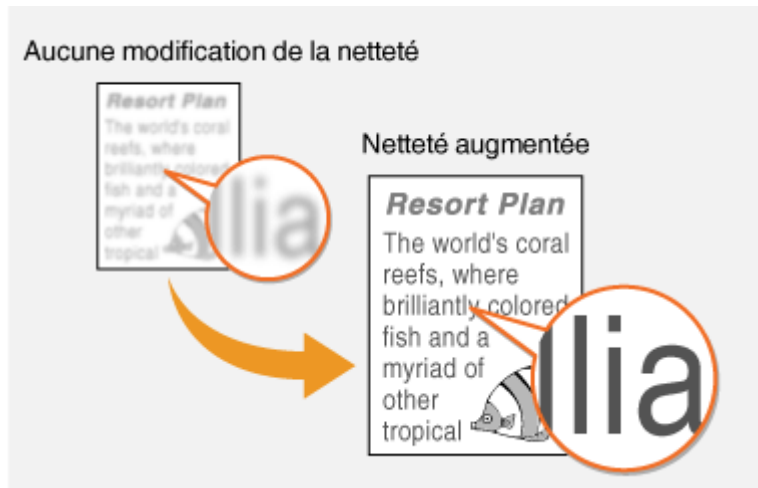 Aucune modification de la netteté
Resort Plan
The world's coral
reefs, where
brilliantly colored
fish and a
myriad of
other
tropical
llia
Netteté augmentée
Resort Plan
The world's coral
reefs, where
brilliantly colored
fish and a
myriad of
other
tropical
llia